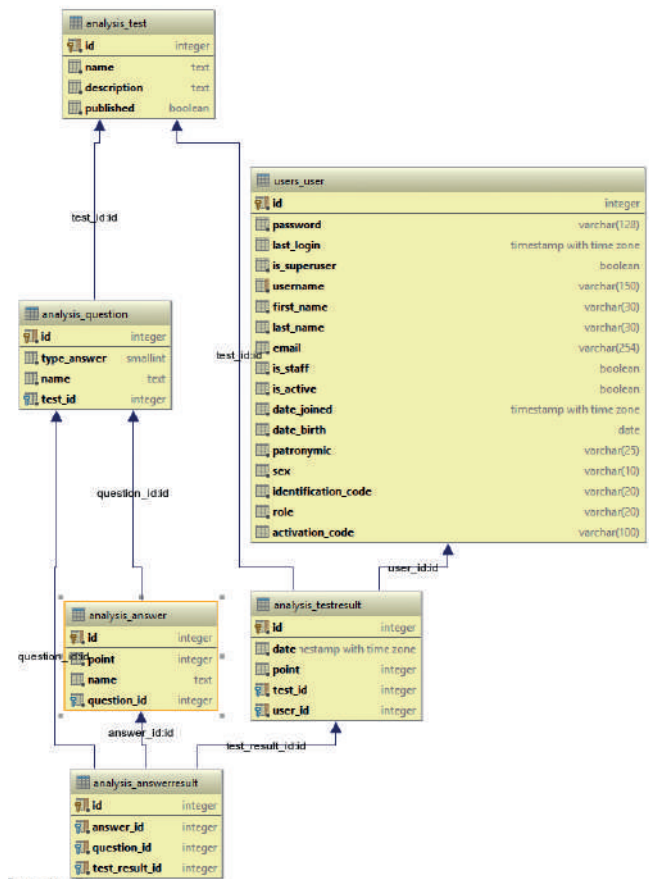 analysis_test
id integer
name text
description text
published boolean
test_id:id
users_user
id integer
password varchar(128)
last_login timestamp with time zone
is_superuser boolean
username varchar(150)
first_name varchar(30)
last_name varchar(30)
email varchar(254)
is_staff boolean
is_active boolean
date_joined timestamp with time zone
date_birth date
patronymic varchar(25)
sex varchar(10)
identification_code varchar(20)
role varchar(20)
activation_code varchar(100)
analysis_question
id integer
type_answer smallint
name text
test_id integer
test_id:id
question_id:id
user_id:id
analysis_answer
id integer
point integer
name text
question_id integer
analysis_testresult
id integer
date mestamp with time zone
point integer
test_id integer
user_id integer
answer_id:id
test_result_id:id
analysis_answerresult
id integer
answer_id integer
question_id integer
test_result_id integer